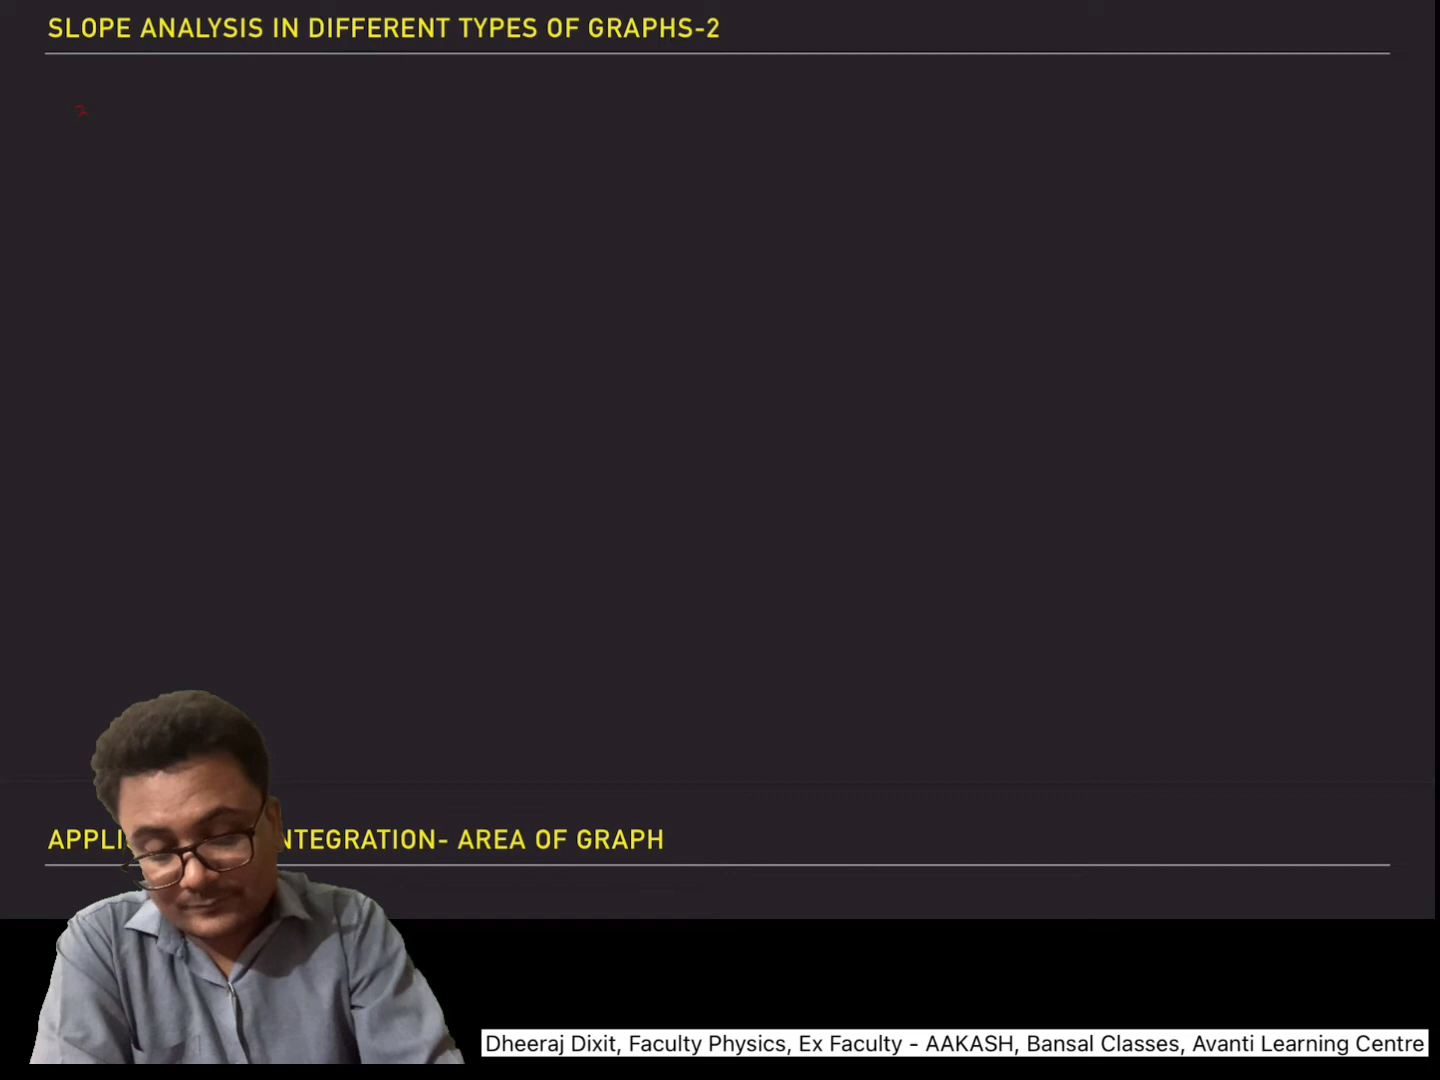 SLOPE ANALYSIS IN DIFFERENT TYPES OF GRAPHS-2
NTEGRATION- AREA OF GRAPH
Dheeraj Dixit, Faculty Physics, Ex Faculty - AAKASH, Bansal Classes, Avanti Learning Centre